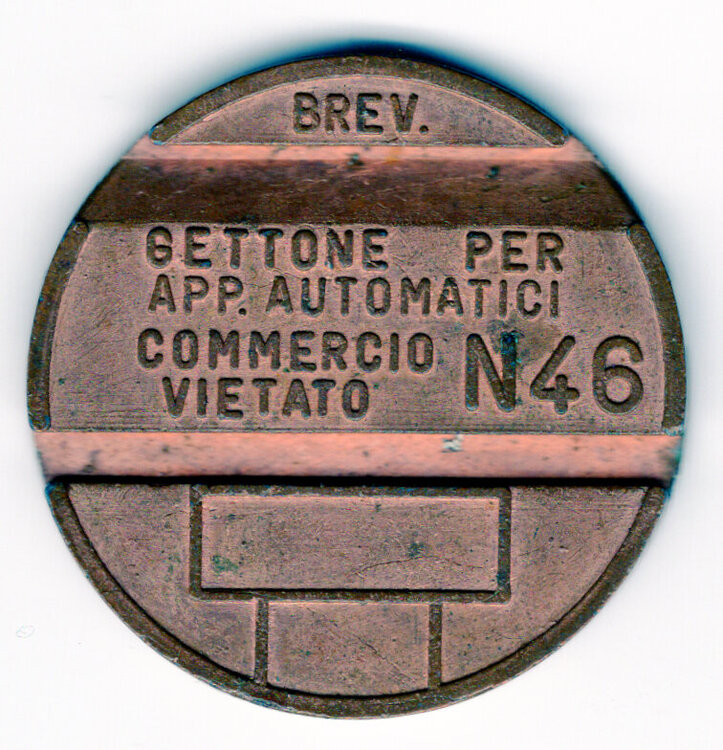 BREV.
GETTONE PER
APP. AUTOMATICI
COMMERCIO
VIETATO
N46